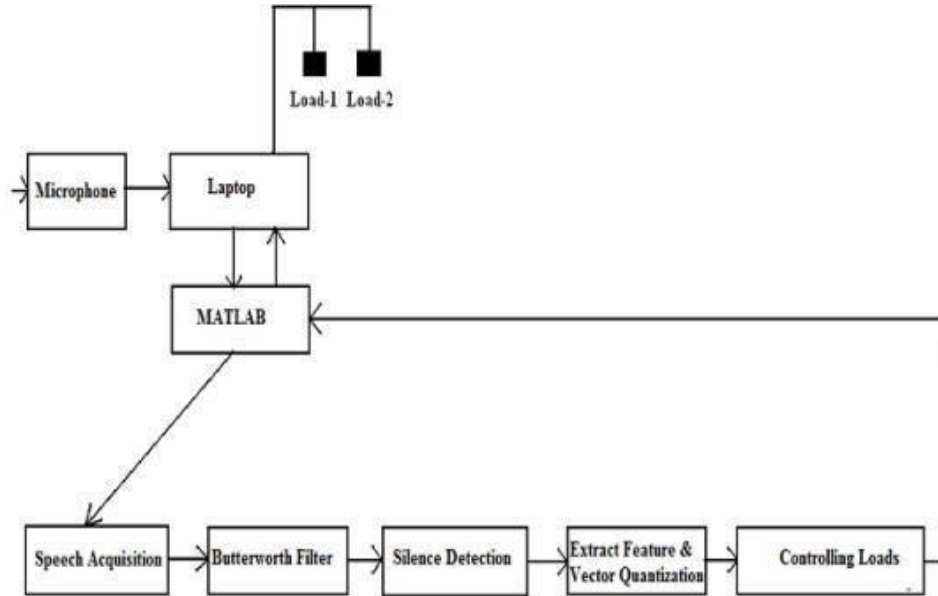 Load-1 Load-2
Microphone
Laptop
MATLAB
Speech Acquisition
Butterworth Filter
Silence Detection
Extract Feature &
Vector Quantization
Controlling Loads